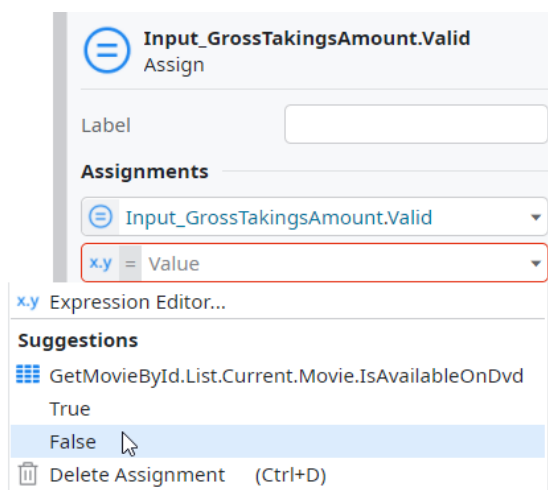 Input_GrossTakingsAmount.Valid
Assign
Label
Assignments
Input_GrossTakingsAmount.Valid
x.y = Value
x.y Expression Editor...
Suggestions
GetMovieById.List.Current.Movie.IsAvailableOnDvd
True
False
Delete Assignment (Ctrl+D)